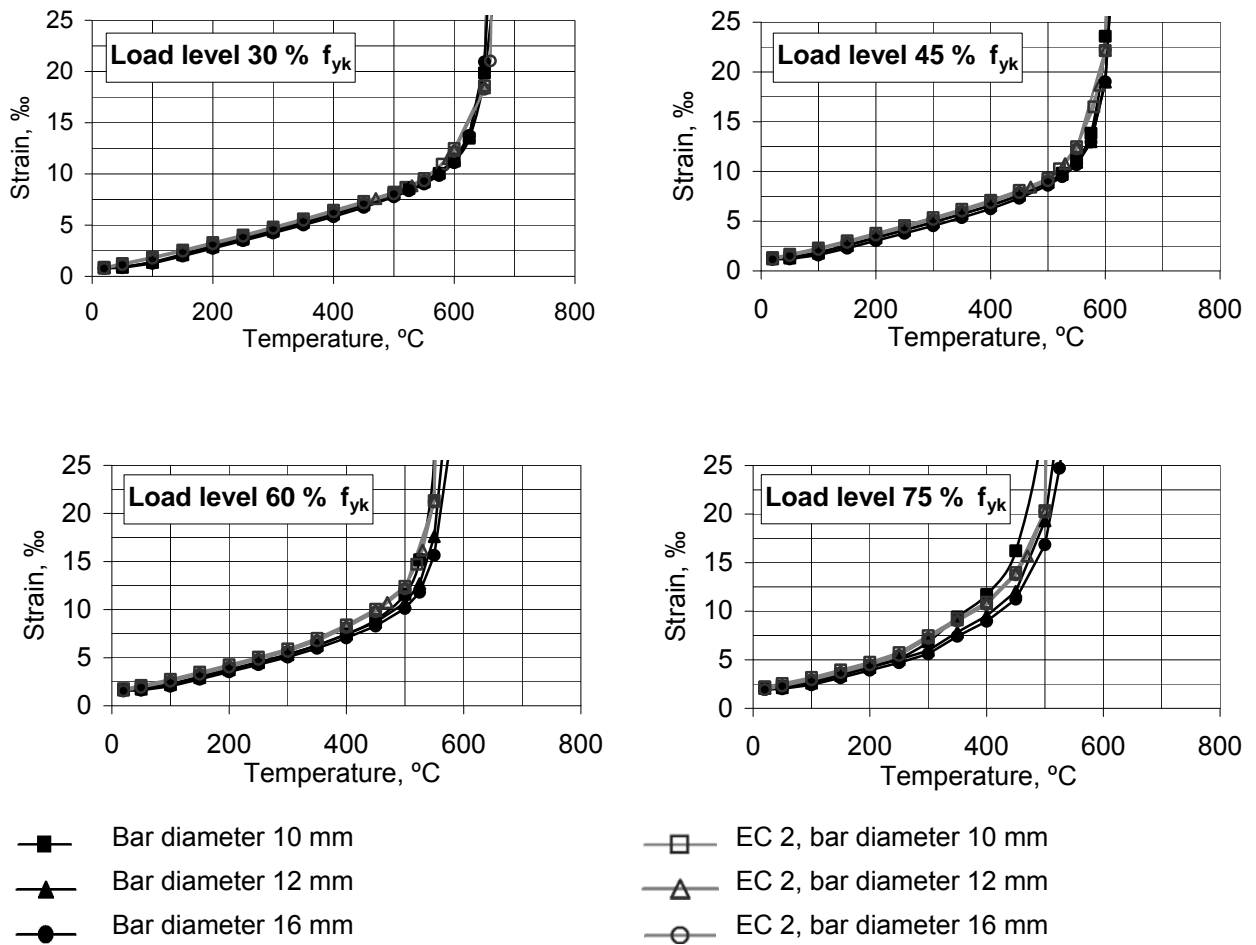 Load level 30 % fyk
Strain, ‰
25
20
15
10
5
0
0 200 400 600 800
Temperature, ºC
Load level 45 % fyk
Strain, ‰
25
20
15
10
5
0
0 200 400 600 800
Temperature, ºC
Load level 60 % fyk
Strain, ‰
25
20
15
10
5
0
0 200 400 600 800
Temperature, ºC
Load level 75 % fyk
Strain, ‰
25
20
15
10
5
0
0 200 400 600 800
Temperature, ºC
Bar diameter 10 mm
Bar diameter 12 mm
Bar diameter 16 mm
EC 2, bar diameter 10 mm
EC 2, bar diameter 12 mm
EC 2, bar diameter 16 mm